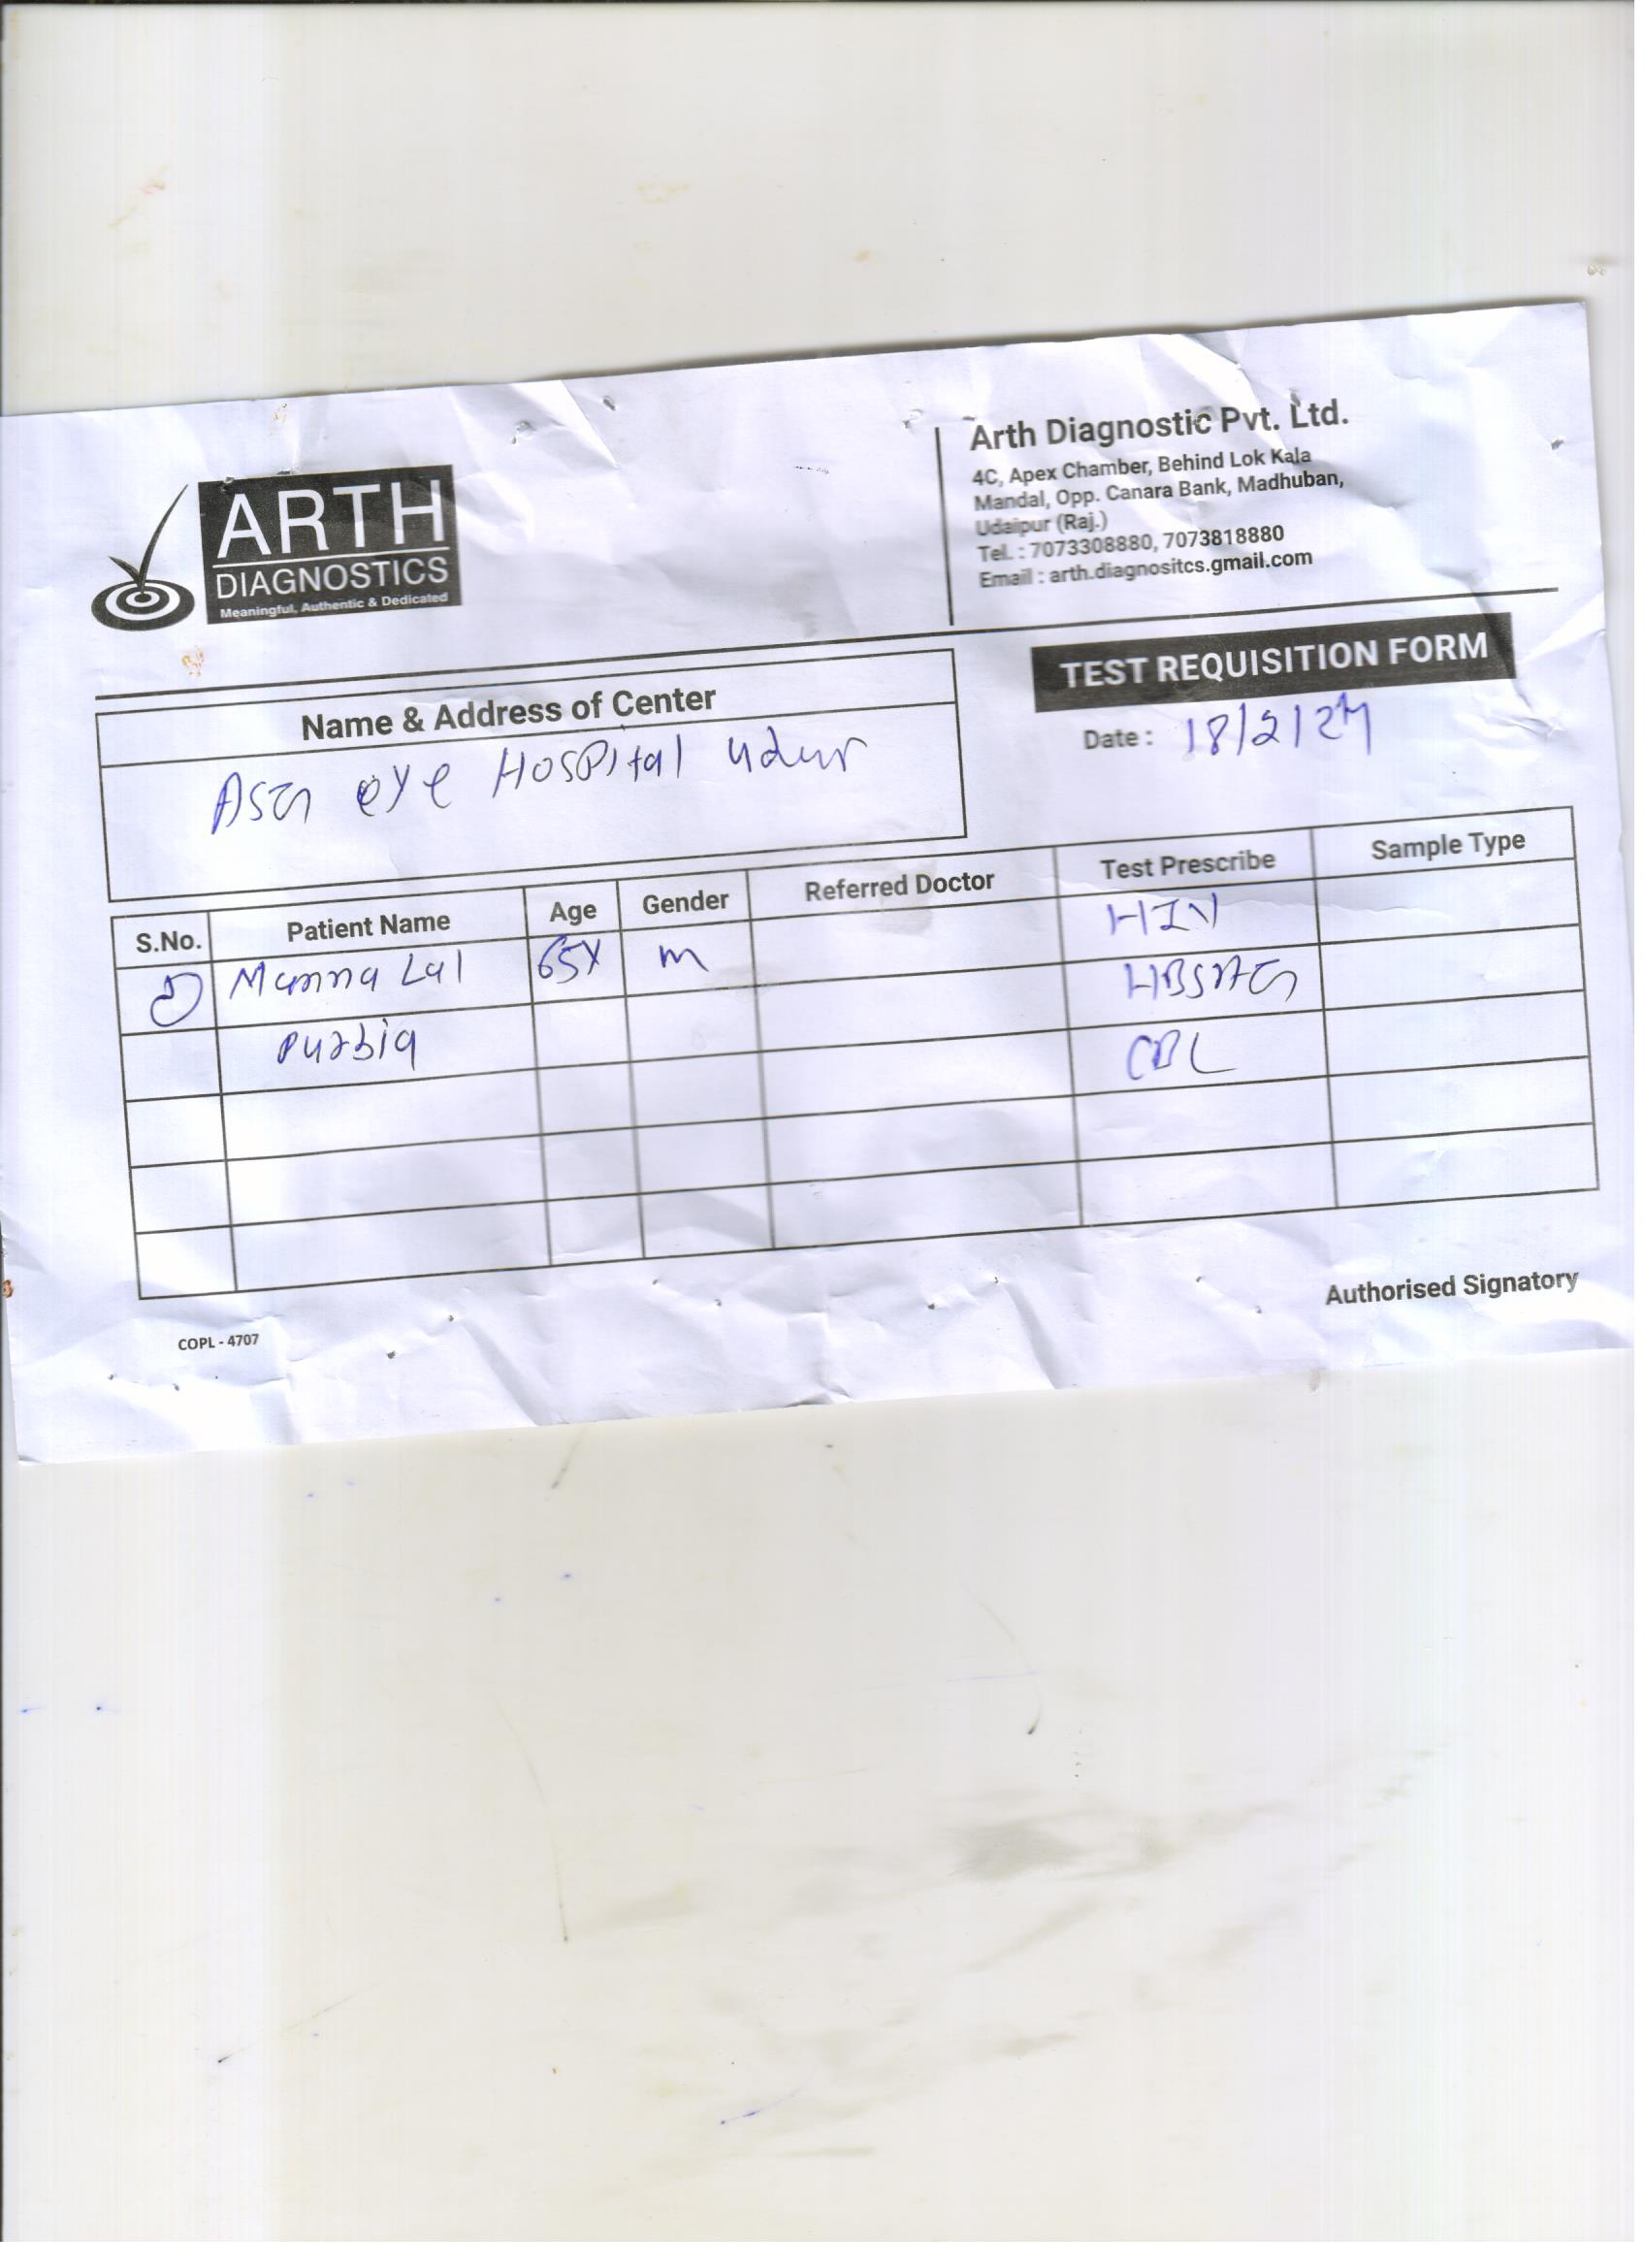 ARTH
DIAGNOSTICS
Meaningful, Authentic & Dedicated
Arth Diagnostic Pvt. Ltd.
4C, Apex Chamber, Behind Lok Kala
Mandal, Opp. Canara Bank, Madhuban,
Udaipur (Raj.)
Tel. : 7073308880, 7073818880
Email : arth.diagnositcs.gmail.com
TEST REQUISITION FORM
Date : 18/2/24
Name & Address of Center
eye Hospital
S.No. Patient Name Age Gender Referred Doctor Test Prescribe Sample Type
Manna Lal 65Y M HIV
Purbia HBSAG
CBC
Authorised Signatory
COPL - 4707